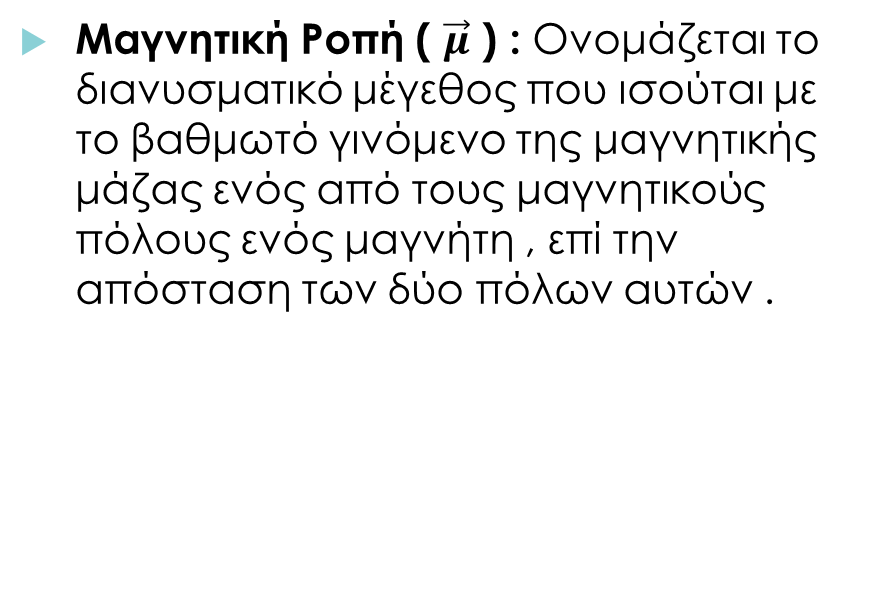 Μαγνητική Ροπή ( μ⃗ ) : Ονομάζεται το
διανυσματικό μέγεθος που ισούται με
το βαθμωτό γινόμενο της μαγνητικής
μάζας ενός από τους μαγνητικούς
πόλους ενός μαγνήτη , επί την
απόσταση των δύο πόλων αυτών .